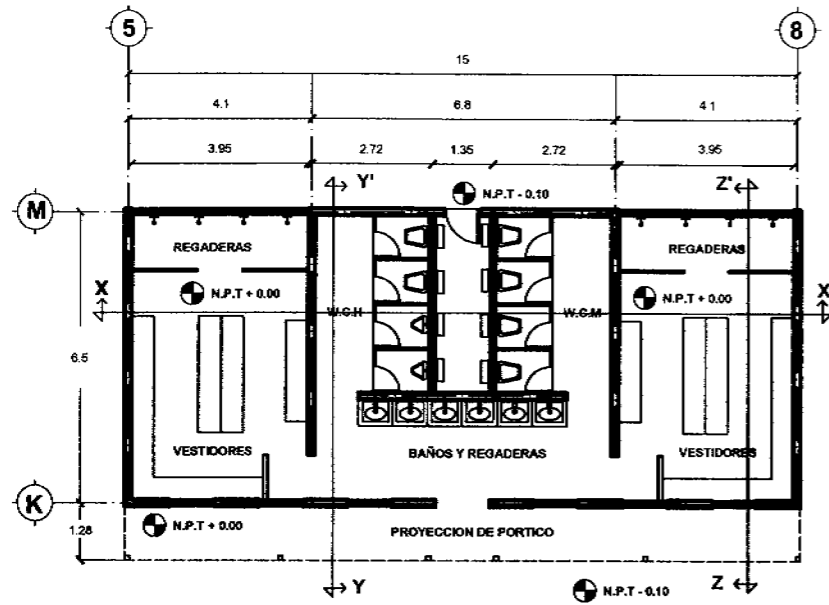 5
8
15
4.1
6.8
4.1
3.95
2.72
1.35
2.72
3.95
Y'
N.P.T - 0.10
Z'
M
REGADERAS
REGADERAS
N.P.T + 0.00
N.P.T + 0.00
X
W.C.H
W.C.M
X
6.5
VESTIDORES
BAÑOS Y REGADERAS
VESTIDORES
K
1.28
N.P.T + 0.00
PROYECCION DE PORTICO
Y
N.P.T - 0.10
Z